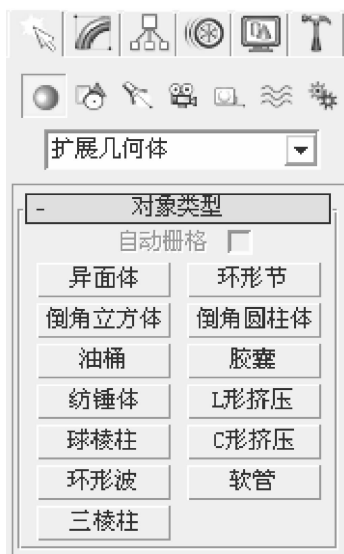 扩展几何体
- 对象类型
自动栅格
异面体 环形节
倒角立方体 倒角圆柱体
油桶 胶囊
纺锤体 L形挤压
球棱柱 C形挤压
环形波 软管
三棱柱